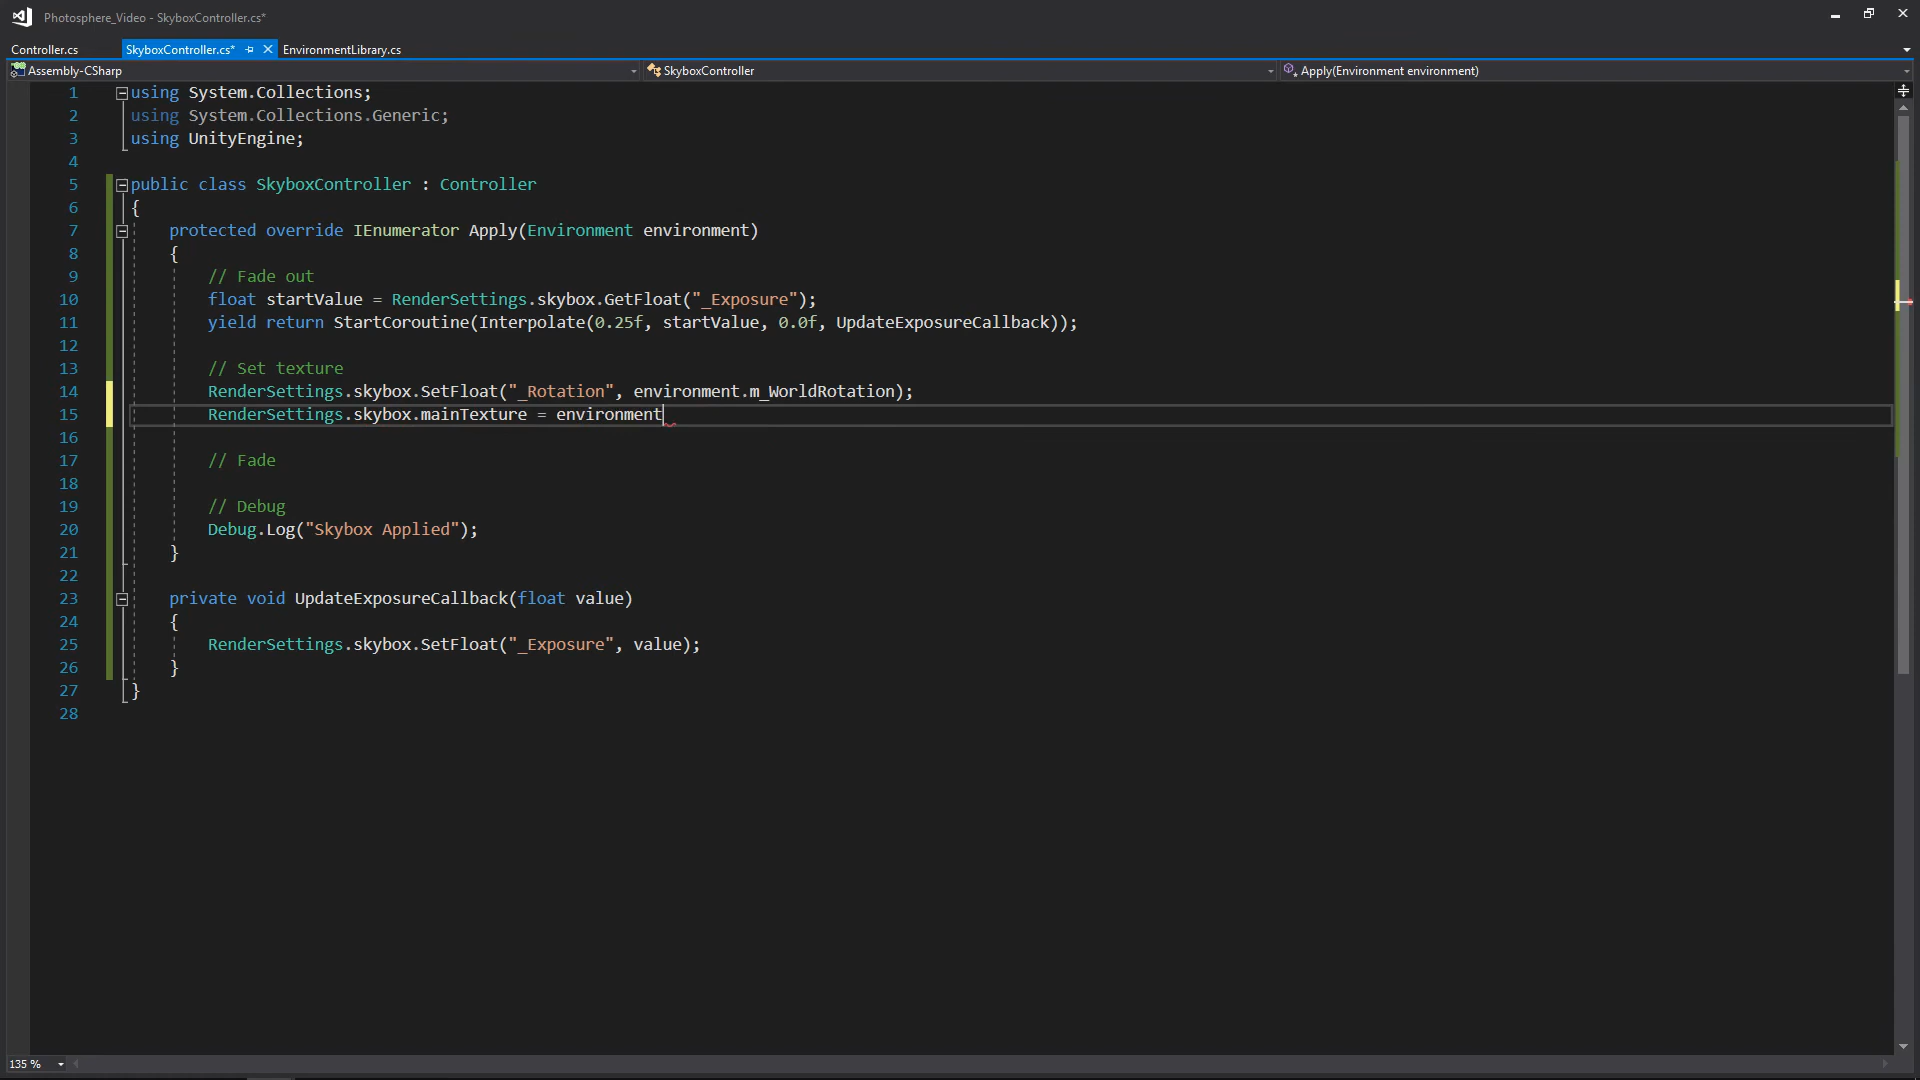 Photosphere_Video - SkyboxController.cs*
Controller.cs SkyboxController.cs* EnvironmentLibrary.cs
Assembly-CSharp SkyboxController Apply(Environment environment)
1 using System.Collections;
2 using System.Collections.Generic;
3 using UnityEngine;
4
5 public class SkyboxController : Controller
6 {
7 protected override IEnumerator Apply(Environment environment)
8 {
9 // Fade out
10 float startValue = RenderSettings.skybox.GetFloat("_Exposure");
11 yield return StartCoroutine(Interpolate(0.25f, startValue, 0.0f, UpdateExposureCallback));
12
13 // Set texture
14 RenderSettings.skybox.SetFloat("_Rotation", environment.m_WorldRotation);
15 RenderSettings.skybox.mainTexture = environment
16
17 // Fade
18
19 // Debug
20 Debug.Log("Skybox Applied");
21 }
22
23 private void UpdateExposureCallback(float value)
24 {
25 RenderSettings.skybox.SetFloat("_Exposure", value);
26 }
27 }
28
135 %